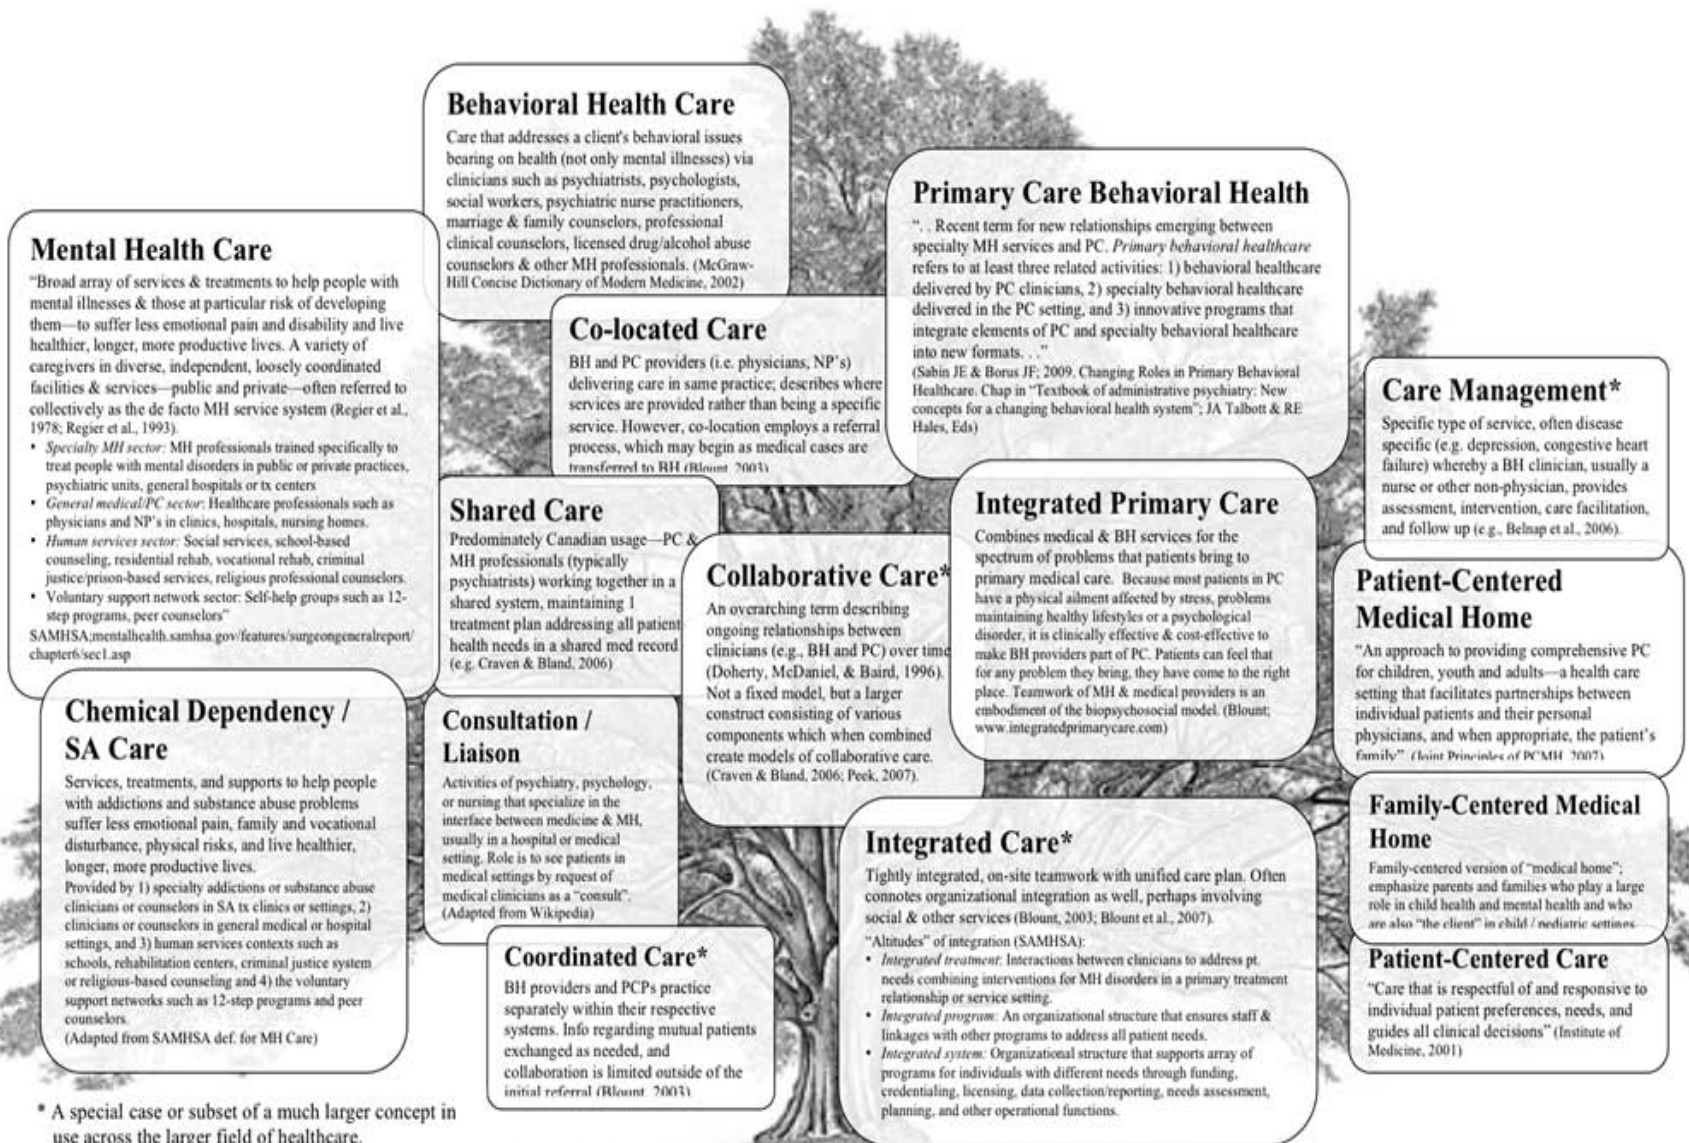 Behavioral Health Care
Care that addresses a client's behavioral issues
bearing on health (not only mental illnesses) via
clinicians such as psychiatrists, psychologists,
social workers, psychiatric nurse practitioners,
marriage & family counselors, professional
clinical counselors, licensed drug/alcohol abuse
counselors & other MH professionals. (McGraw-
Hill Concise Dictionary of Modern Medicine, 2002)
Primary Care Behavioral Health
“. . Recent term for new relationships emerging between
specialty MH services and PC. Primary behavioral healthcare
refers to at least three related activities: 1) behavioral healthcare
delivered by PC clinicians, 2) specialty behavioral healthcare
delivered in the PC setting, and 3) innovative programs that
integrate elements of PC and specialty behavioral healthcare
into new formats. . .”
(Sabin JE & Borus JF; 2009. Changing Roles in Primary Behavioral
Healthcare. Chap in “Textbook of administrative psychiatry: New
concepts for a changing behavioral health system”; JA Talbott & RE
Hales, Eds)
Mental Health Care
“Broad array of services & treatments to help people with
mental illnesses & those at particular risk of developing
them—to suffer less emotional pain and disability and live
healthier, longer, more productive lives. A variety of
caregivers in diverse, independent, loosely coordinated
facilities & services—public and private—often referred to
collectively as the de facto MH service system (Regier et al.,
1978; Regier et al., 1993).
• Specialty MH sector: MH professionals trained specifically to
treat people with mental disorders in public or private practices,
psychiatric units, general hospitals or tx centers
• General medical/PC sector: Healthcare professionals such as
physicians and NP's in clinics, hospitals, nursing homes.
• Human services sector: Social services, school-based
counseling, residential rehab, vocational rehab, criminal
justice/prison-based services, religious professional counselors.
• Voluntary support network sector: Self-help groups such as 12-
step programs, peer counselors”
SAMHSA;mentalhealth.samhsa.gov/features/surgeongeneralreport/
chapter6/sec1.asp
Co-located Care
BH and PC providers (i.e. physicians, NP's)
delivering care in same practice; describes where
services are provided rather than being a specific
service. However, co-location employs a referral
process, which may begin as medical cases are
transferred to BH (Blount, 2003)
Care Management*
Specific type of service, often disease
specific (e.g. depression, congestive heart
failure) whereby a BH clinician, usually a
nurse or other non-physician, provides
assessment, intervention, care facilitation,
and follow up (e.g., Belnap et al., 2006).
Shared Care
Predominately Canadian usage—PC &
MH professionals (typically
psychiatrists) working together in a
shared system, maintaining 1
treatment plan addressing all patient
health needs in a shared med record
(e.g. Craven & Bland, 2006)
Collaborative Care*
An overarching term describing
ongoing relationships between
clinicians (e.g., BH and PC) over time
(Doherty, McDaniel, & Baird, 1996).
Not a fixed model, but a larger
construct consisting of various
components which when combined
create models of collaborative care.
(Craven & Bland, 2006; Peek, 2007).
Integrated Primary Care
Combines medical & BH services for the
spectrum of problems that patients bring to
primary medical care. Because most patients in PC
have a physical ailment affected by stress, problems
maintaining healthy lifestyles or a psychological
disorder, it is clinically effective & cost-effective to
make BH providers part of PC. Patients can feel that
for any problem they bring, they have come to the right
place. Teamwork of MH & medical providers is an
embodiment of the biopsychosocial model. (Blount;
www.integratedprimarycare.com)
Patient-Centered
Medical Home
“An approach to providing comprehensive PC
for children, youth and adults—a health care
setting that facilitates partnerships between
individual patients and their personal
physicians, and when appropriate, the patient's
family” (Joint Principles of PCMH, 2007)
Chemical Dependency /
SA Care
Services, treatments, and supports to help people
with addictions and substance abuse problems
suffer less emotional pain, family and vocational
disturbance, physical risks, and live healthier,
longer, more productive lives.
Provided by 1) specialty addictions or substance abuse
clinicians or counselors in SA tx clinics or settings, 2)
clinicians or counselors in general medical or hospital
settings, and 3) human services contexts such as
schools, rehabilitation centers, criminal justice system
or religious-based counseling and 4) the voluntary
support networks such as 12-step programs and peer
counselors.
(Adapted from SAMHSA def. for MH Care)
Consultation /
Liaison
Activities of psychiatry, psychology,
or nursing that specialize in the
interface between medicine & MH,
usually in a hospital or medical
setting. Role is to see patients in
medical settings by request of
medical clinicians as a “consult”.
(Adapted from Wikipedia)
Family-Centered Medical
Home
Family-centered version of “medical home”;
emphasize parents and families who play a large
role in child health and mental health and who
are also “the client” in child / pediatric settings
Integrated Care*
Tightly integrated, on-site teamwork with unified care plan. Often
connotes organizational integration as well, perhaps involving
social & other services (Blount, 2003; Blount et al., 2007).
“Altitudes” of integration (SAMHSA):
• Integrated treatment: Interactions between clinicians to address pt.
needs combining interventions for MH disorders in a primary treatment
relationship or service setting.
• Integrated program: An organizational structure that ensures staff &
linkages with other programs to address all patient needs.
• Integrated system: Organizational structure that supports array of
programs for individuals with different needs through funding,
credentialing, licensing, data collection/reporting, needs assessment,
planning, and other operational functions.
Coordinated Care*
BH providers and PCPs practice
separately within their respective
systems. Info regarding mutual patients
exchanged as needed, and
collaboration is limited outside of the
initial referral (Blount, 2003)
Patient-Centered Care
“Care that is respectful of and responsive to
individual patient preferences, needs, and
guides all clinical decisions” (Institute of
Medicine, 2001)
* A special case or subset of a much larger concept in
use across the larger field of healthcare.